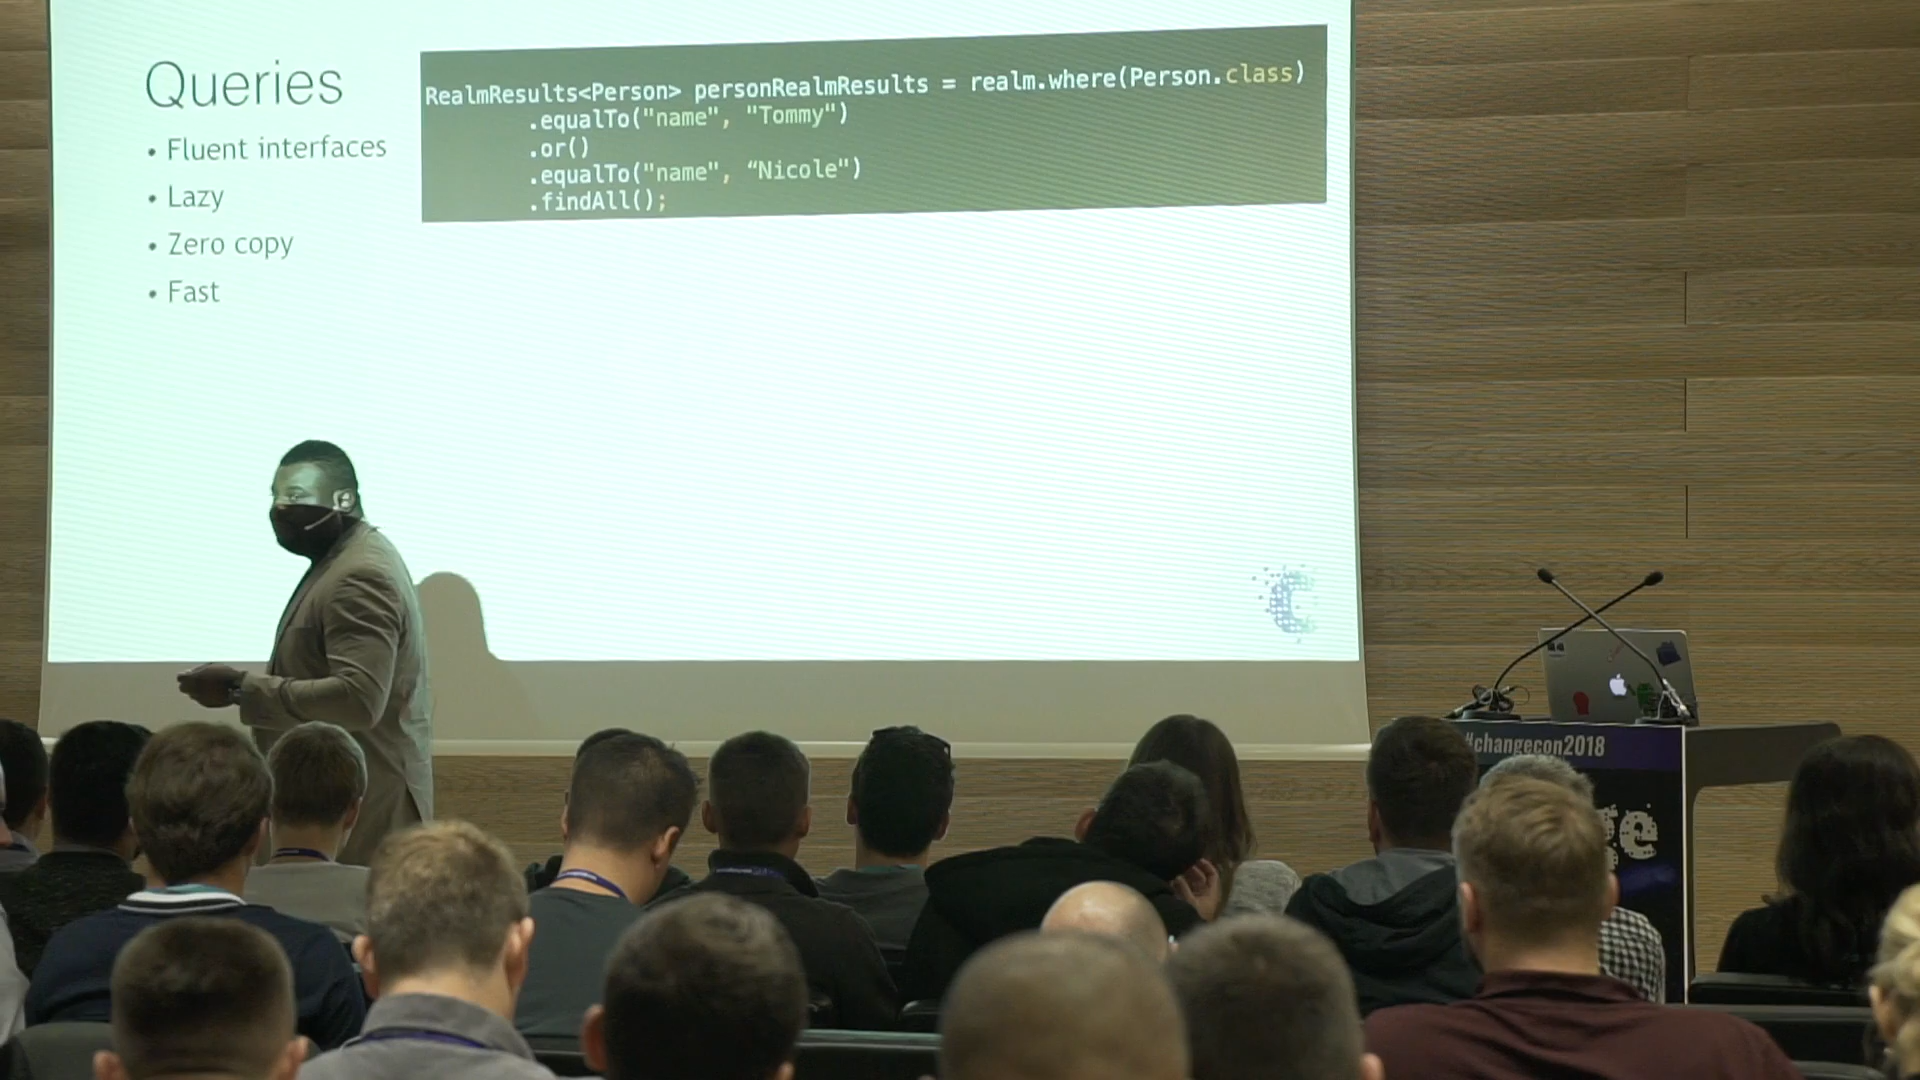 Queries
• Fluent interfaces
• Lazy
• Zero copy
• Fast
RealmResults<Person> personRealmResults = realm.where(Person.class)
.equalTo("name", "Tommy")
.or()
.equalTo("name", “Nicole")
.findAll();
#changecon2018
ge